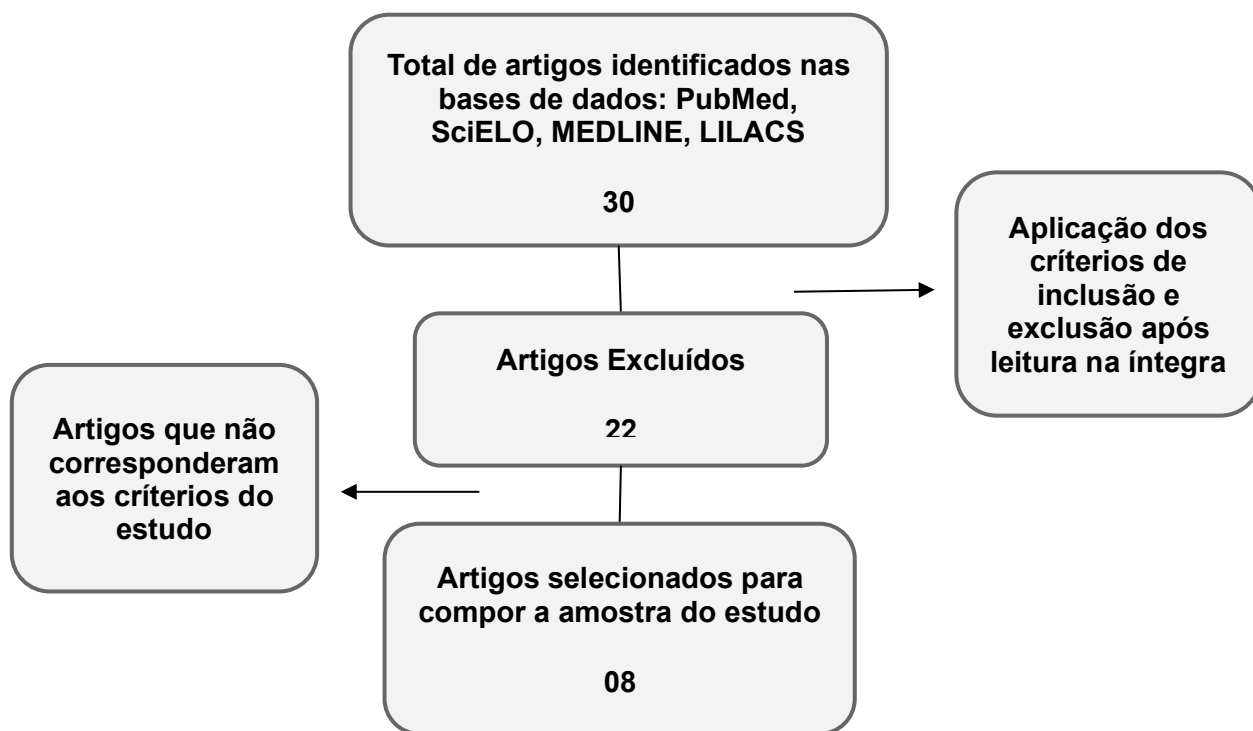 Total de artigos identificados nas
bases de dados: PubMed,
SciELO, MEDLINE, LILACS
30
Aplicação dos
críterios de
inclusão e
exclusão após
leitura na íntegra
Artigos Excluídos
22
Artigos que não
corresponderam
aos críterios do
estudo
Artigos selecionados para
compor a amostra do estudo
08